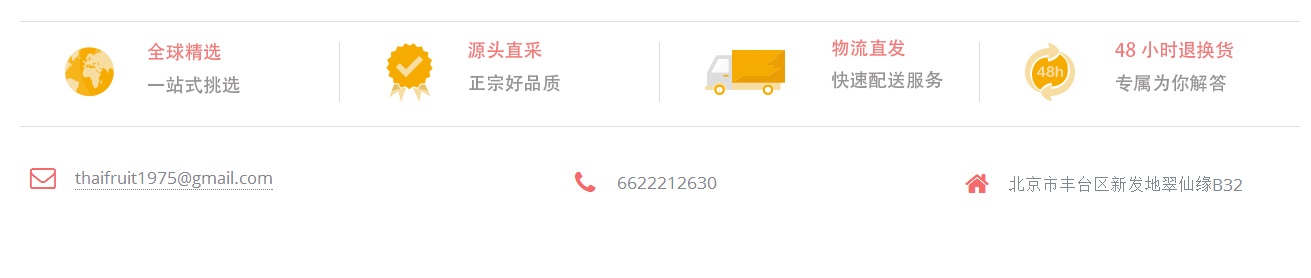 全球精选
一站式挑选
源头直采
正宗好品质
物流直发
快速配送服务
48h
48 小时退换货
专属为你解答
thaifruit1975@gmail.com
6622212630
北京市丰台区新发地翠仙缘B32